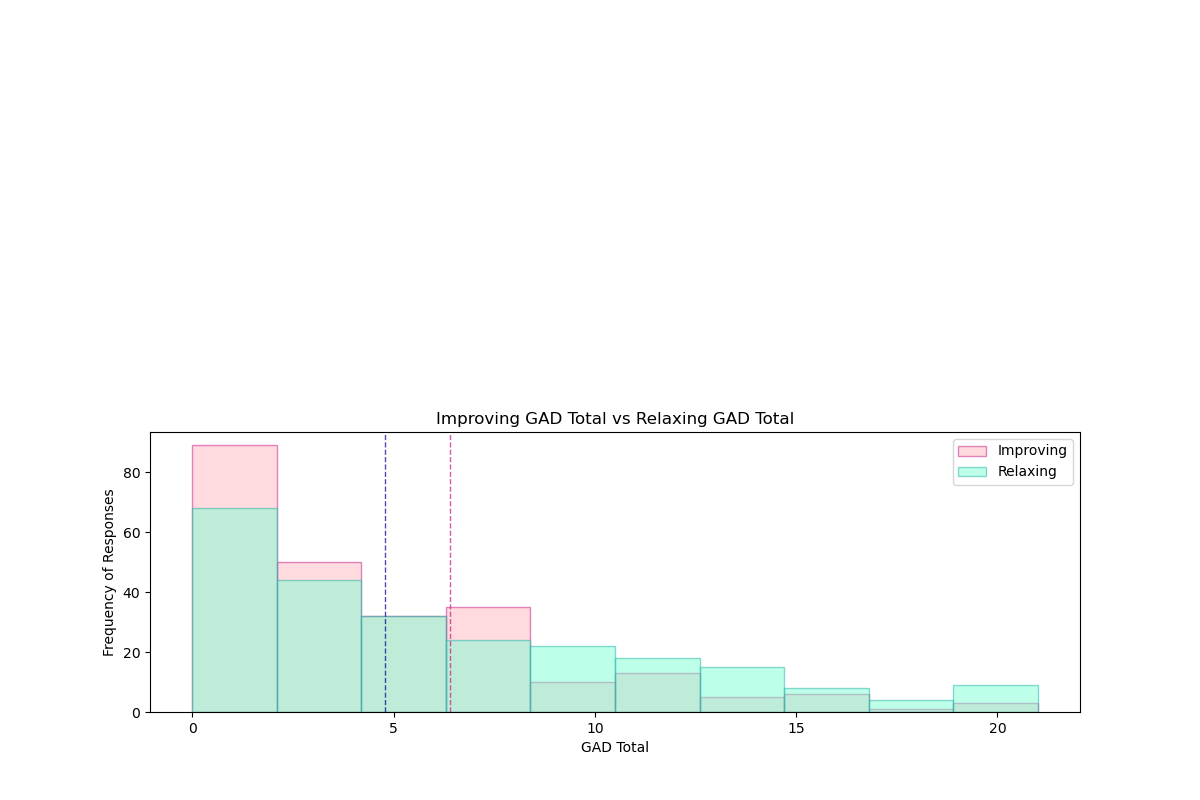 Improving GAD Total vs Relaxing GAD Total
Improving
Relaxing
Frequency of Responses
80
60
40
20
0
0 5 10 15 20
GAD Total